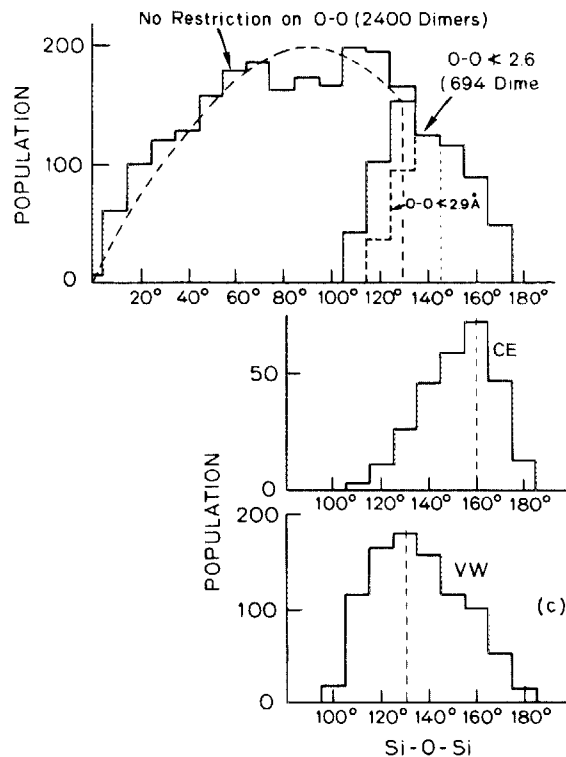 No Restriction on O-O (2400 Dimers)
200
100
0
POPULATION
O-O ≮ 2.6
(694 Dime
O-O ≮ 2.9Å
20° 40° 60° 80° 100° 120° 140° 160° 180°
50
0
CE
100° 120° 140° 160° 180°
POPULATION
200
100
0
VW
(c)
100° 120° 140° 160° 180°
Si-O-Si